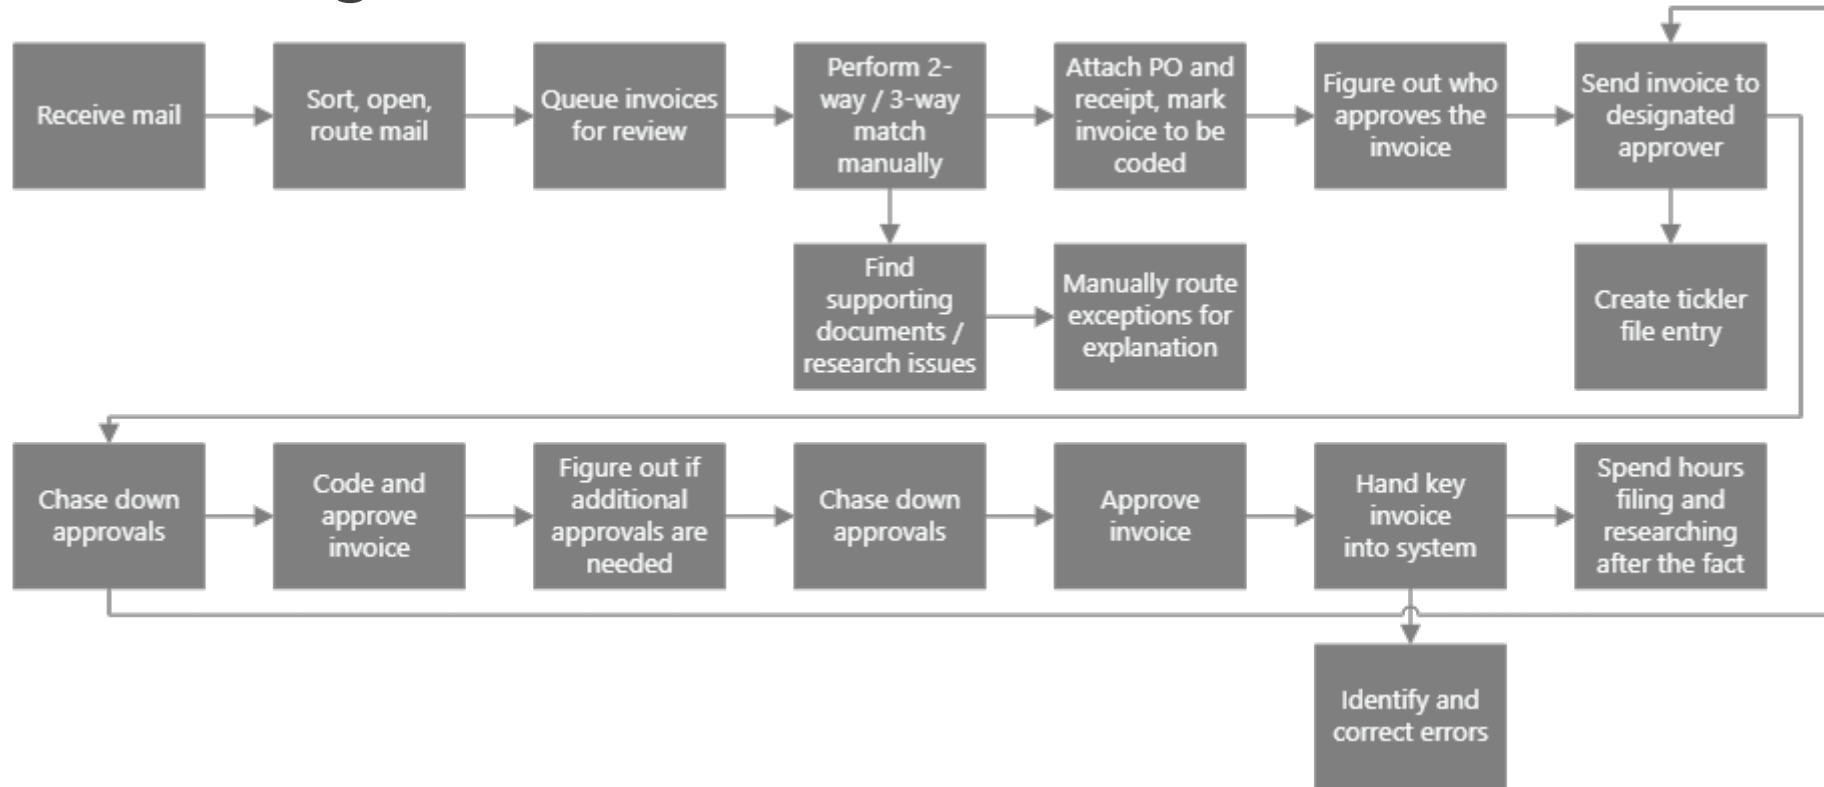 Receive mail
Sort, open,
route mail
Queue invoices
for review
Perform 2-
way / 3-way
match
manually
Attach PO and
receipt, mark
invoice to be
coded
Figure out who
approves the
invoice
Send invoice to
designated
approver
Find
supporting
documents /
research issues
Manually route
exceptions for
explanation
Create tickler
file entry
Chase down
approvals
Code and
approve
invoice
Figure out if
additional
approvals are
needed
Chase down
approvals
Approve
invoice
Hand key
invoice
into system
Spend hours
filing and
researching
after the fact
Identify and
correct errors